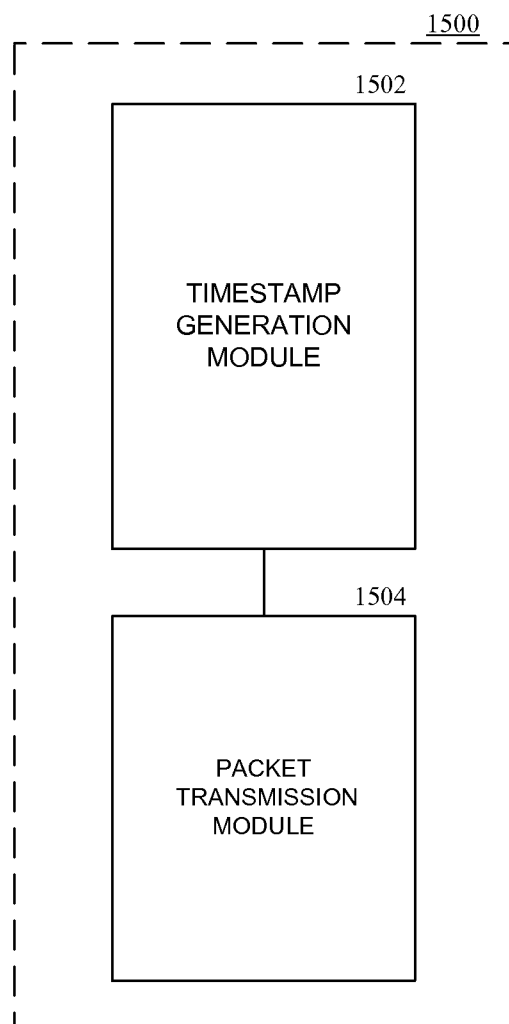 1500
1502
TIMESTAMP
GENERATION
MODULE
1504
PACKET
TRANSMISSION
MODULE